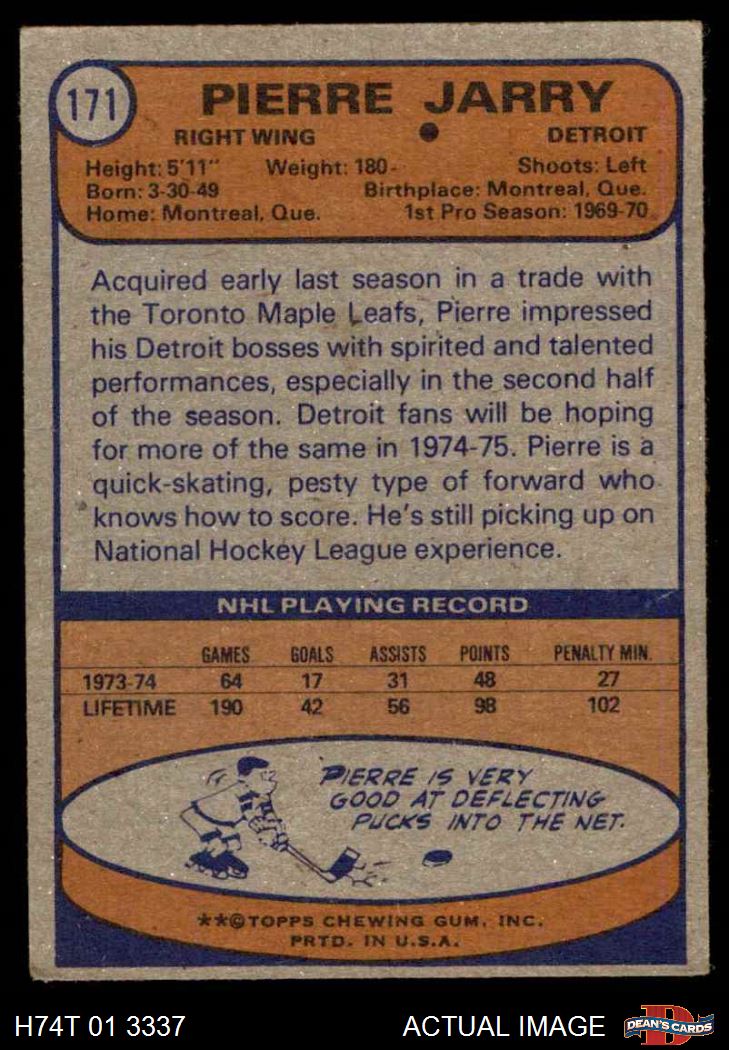 171
PIERRE JARRY
RIGHT WING DETROIT
Height: 5'11" Weight: 180 Shoots: Left
Born: 3-30-49 Birthplace: Montreal, Que.
Home: Montreal, Que. 1st Pro Season: 1969-70
Acquired early last season in a trade with
the Toronto Maple Leafs, Pierre impressed
his Detroit bosses with spirited and talented
performances, especially in the second half
of the season. Detroit fans will be hoping
for more of the same in 1974-75. Pierre is a
quick-skating, pesty type of forward who
knows how to score. He's still picking up on
National Hockey League experience.
NHL PLAYING RECORD
GAMES GOALS ASSISTS POINTS PENALTY MIN.
1973-74 64 17 31 48 27
LIFETIME 190 42 56 98 102
PIERRE IS VERY
GOOD AT DEFLECTING
PUCKS INTO THE NET.
**©TOPPS CHEWING GUM, INC.
PRTD. IN U.S.A.
H74T 01 3337 ACTUAL IMAGE DEAN'S CARDS